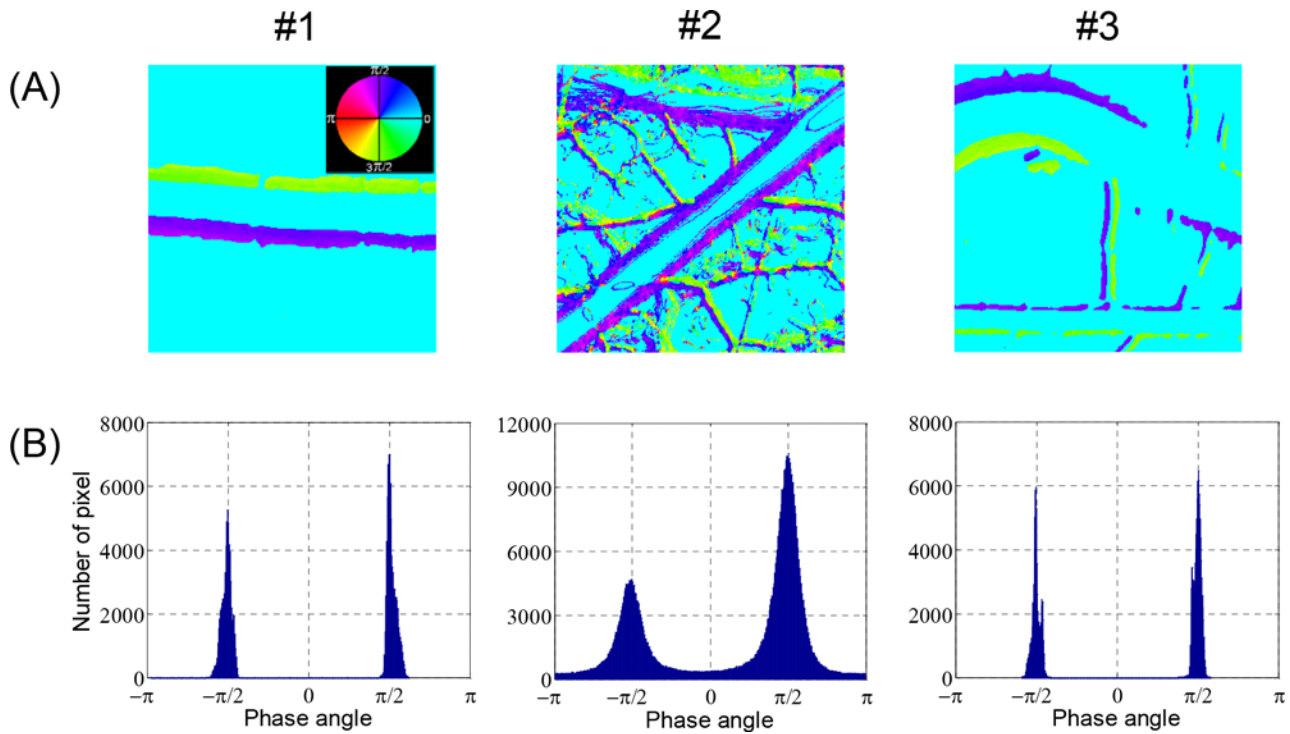 #1 #2 #3
(A)
π/2
π 0
3π/2
(B)
8000 12000 8000
6000 9000 6000
4000 6000 4000
2000 3000 2000
0 0 0
Number of pixel
−π −π/2 0 π/2 π −π −π/2 0 π/2 π −π −π/2 0 π/2 π
Phase angle Phase angle Phase angle